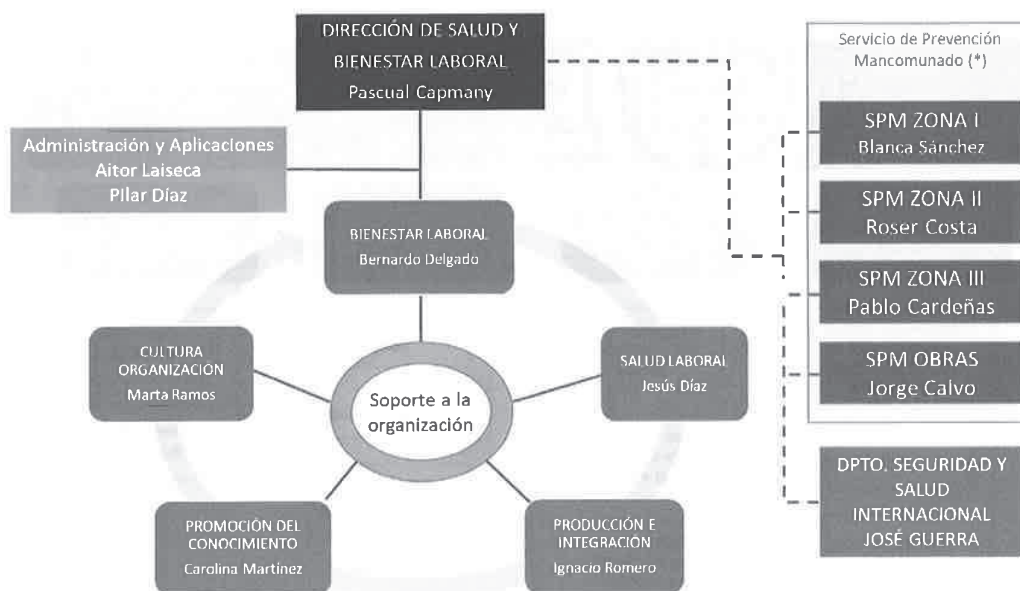 DIRECCIÓN DE SALUD Y
BIENESTAR LABORAL
Pascual Capmany
Administración y Aplicaciones
Aitor Laiseca
Pilar Díaz
BIENESTAR LABORAL
Bernardo Delgado
CULTURA
ORGANIZACIÓN
Marta Ramos
Soporte a la
organización
SALUD LABORAL
Jesús Díaz
PROMOCIÓN DEL
CONOCIMIENTO
Carolina Martínez
PRODUCCIÓN E
INTEGRACIÓN
Ignacio Romero
Servicio de Prevención
Mancomunado (*)
SPM ZONA I
Blanca Sánchez
SPM ZONA II
Roser Costa
SPM ZONA III
Pablo Cardeñas
SPM OBRAS
Jorge Calvo
DPTO. SEGURIDAD Y
SALUD
INTERNACIONAL
JOSÉ GUERRA